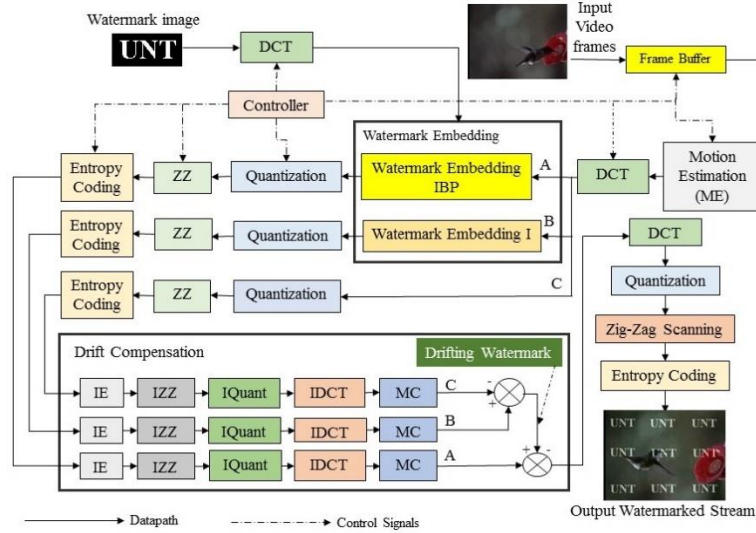 Watermark image
UNT
DCT
Input
Video
frames
Frame Buffer
Controller
Watermark Embedding
Entropy
Coding
ZZ
Quantization
Watermark Embedding
IBP
A
DCT
Motion
Estimation
(ME)
Entropy
Coding
ZZ
Quantization
Watermark Embedding I
B
DCT
Entropy
Coding
ZZ
Quantization
C
Quantization
Zig-Zag Scanning
Entropy Coding
Drift Compensation
Drifting Watermark
IE
IZZ
IQuant
IDCT
MC
C
-
+
IE
IZZ
IQuant
IDCT
MC
B
IE
IZZ
IQuant
IDCT
MC
A
+
-
UNT UNT UNT
UNT UNT UNT
UNT UNT UNT
Output Watermarked Stream
Datapath
Control Signals